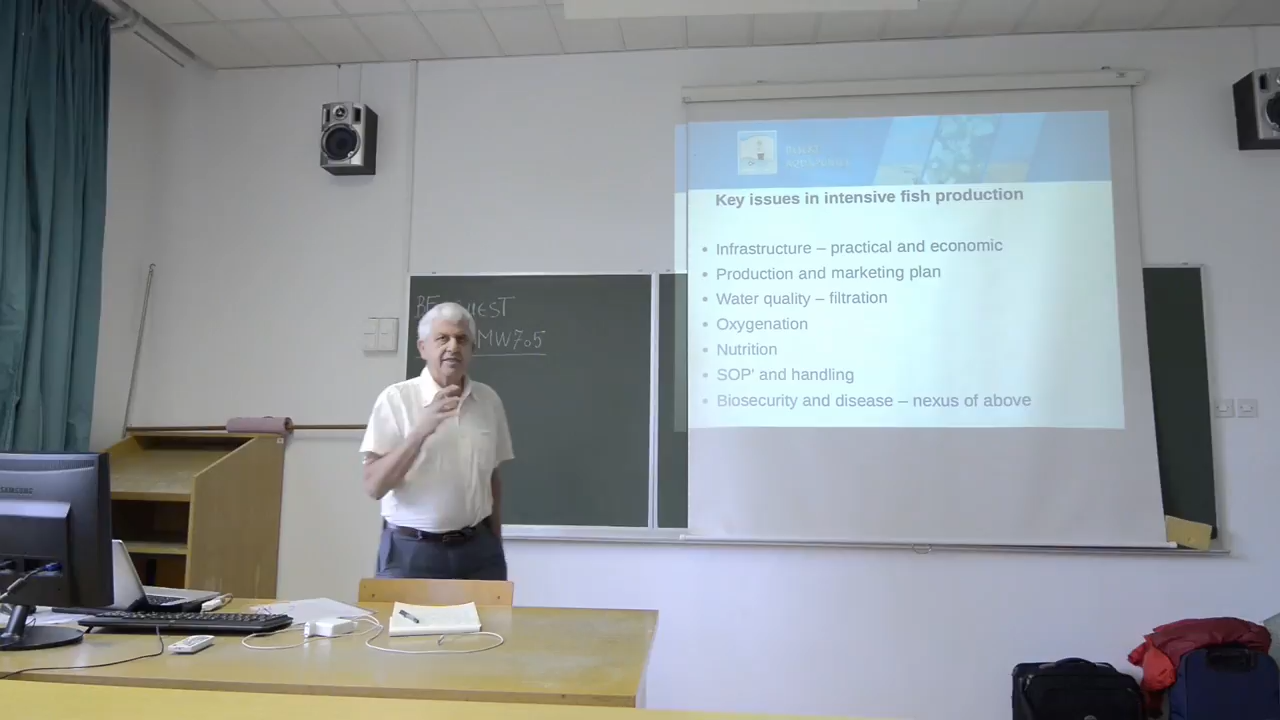 Key issues in intensive fish production
• Infrastructure – practical and economic
• Production and marketing plan
• Water quality – filtration
• Oxygenation
• Nutrition
• SOP' and handling
• Biosecurity and disease – nexus of above
MW705